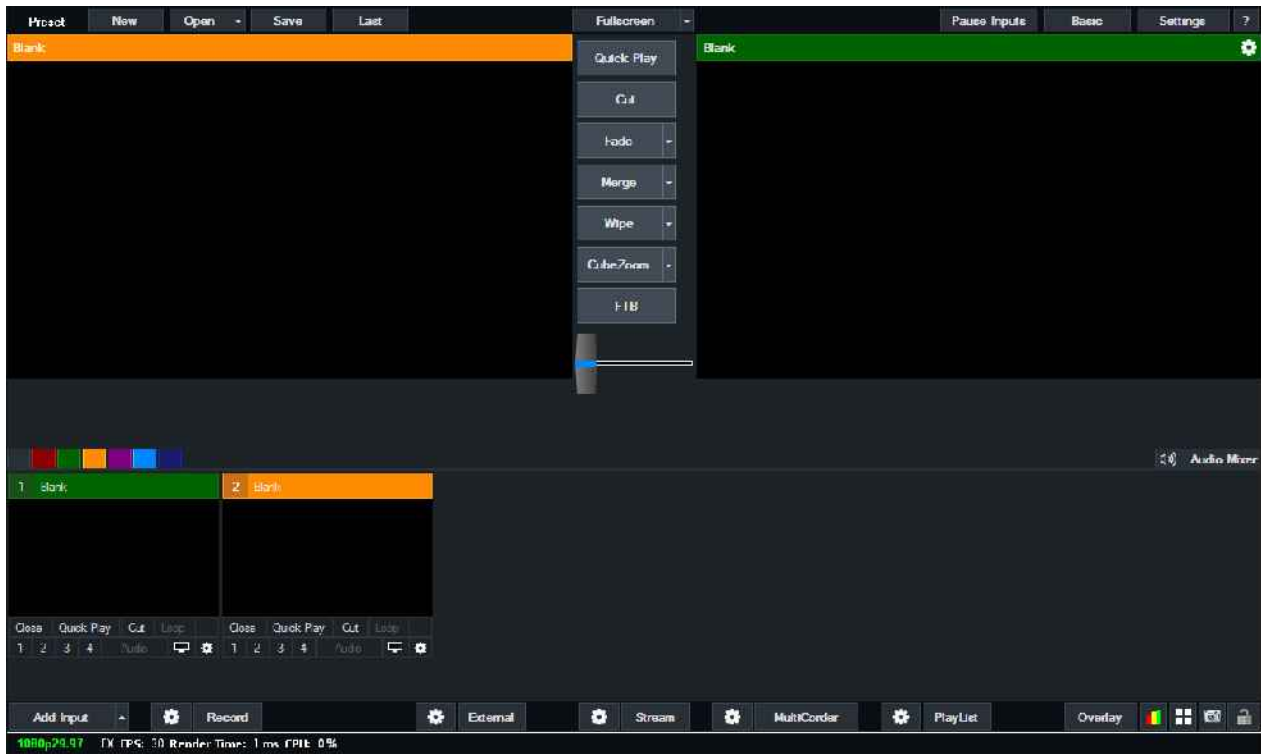 Preset New Open Save Last Fullscreen Pause Inputs Basic Settings ?
Blank
Quick Play
Blank
Cut
Fade
Merge
Wipe
CubeZoom
FTB
Audio Mixer
1 Blank
2 Blank
Close Quick Play Cut Loop
Close Quick Play Cut Loop
1 2 3 4 Audio
1 2 3 4 Audio
Add Input Record External Stream MultiCorder PlayList Overlay
1080p29.97 EX FPS: 30 Render Time: 1 ms CPU: 0 %